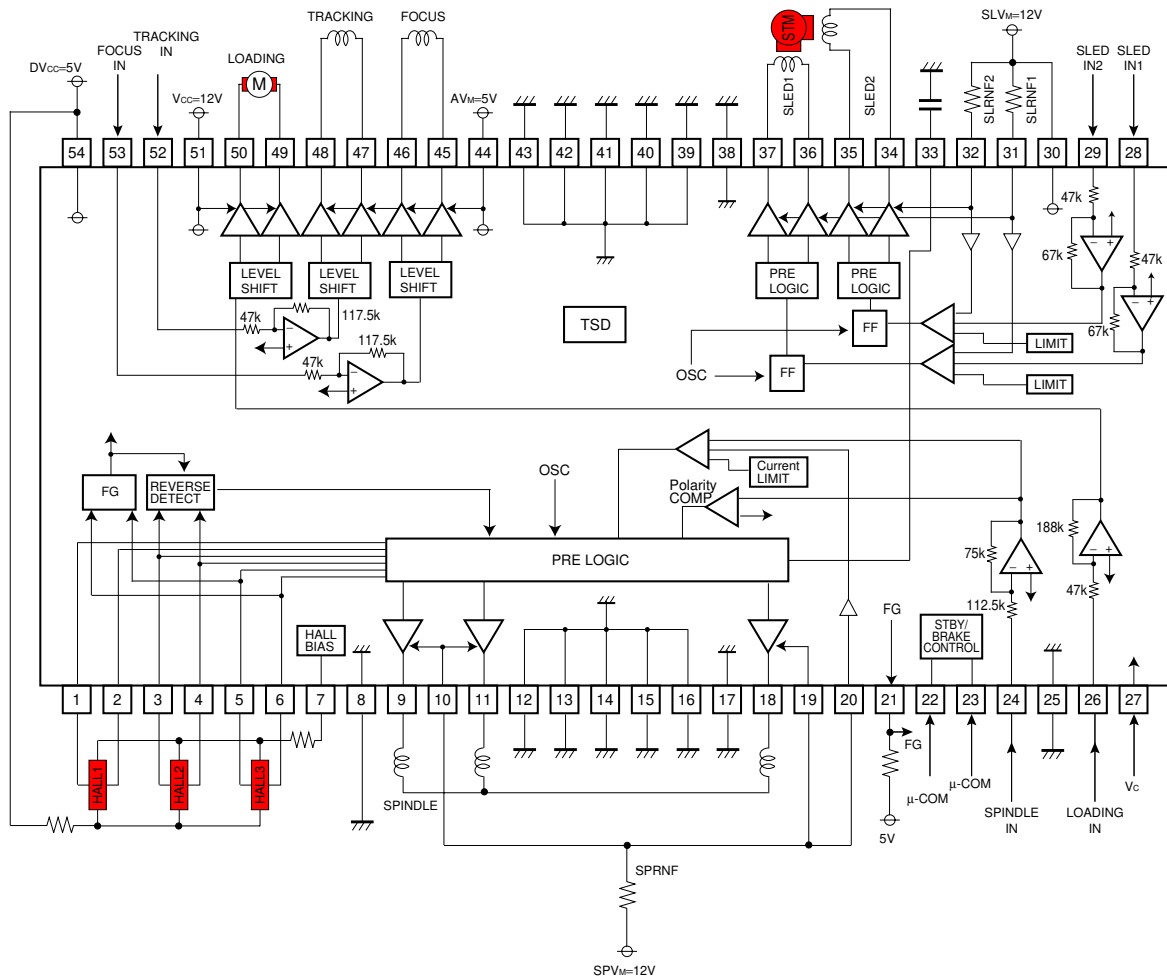 TRACKING
FOCUS
SLVM=12V
TRACKING
IN
FOCUS
IN
DVCC=5V
LOADING
M
VCC=12V
AVM=5V
STM
SLED1
SLED2
SLRNF2
SLRNF1
SLED
IN2
SLED
IN1
54 53 52 51 50 49 48 47 46 45 44 43 42 41 40 39 38 37 36 35 34 33 32 31 30 29 28
47k
67k
47k
67k
LEVEL
SHIFT
LEVEL
SHIFT
LEVEL
SHIFT
PRE
LOGIC
PRE
LOGIC
47k
117.5k
117.5k
47k
TSD
FF
FF
OSC
LIMIT
LIMIT
FG
REVERSE
DETECT
OSC
Current
LIMIT
Polarity
COMP
PRE LOGIC
75k
112.5k
188k
47k
HALL
BIAS
FG
STBY/
BRAKE
CONTROL
1 2 3 4 5 6 7 8 9 10 11 12 13 14 15 16 17 18 19 20 21 22 23 24 25 26 27
HALL1
HALL2
HALL3
SPINDLE
FG
5V
μ-COM
μ-COM
SPINDLE
IN
LOADING
IN
VC
SPRNF
SPVM=12V